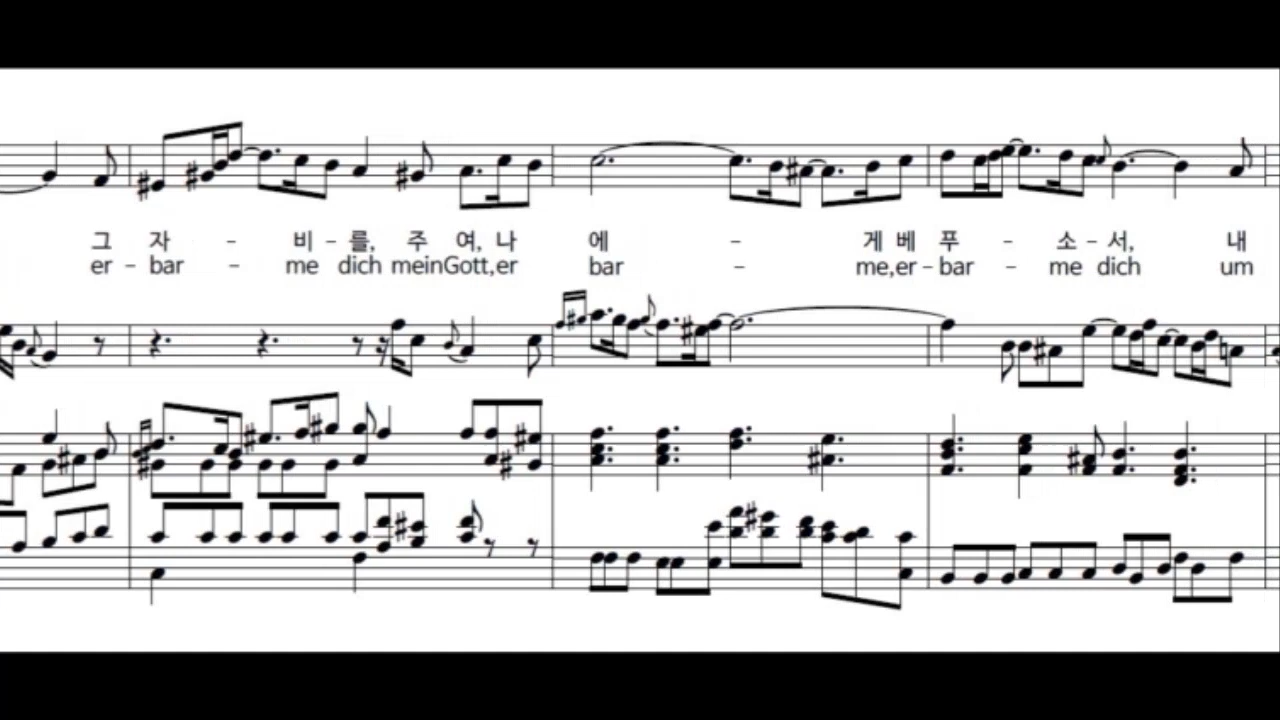 그 자 - 비 - 를, 주 여, 나 에 - 게 베 푸 - 소 - 서, 내
er - bar - me dich meinGott,er bar - me,er - bar - me dich um